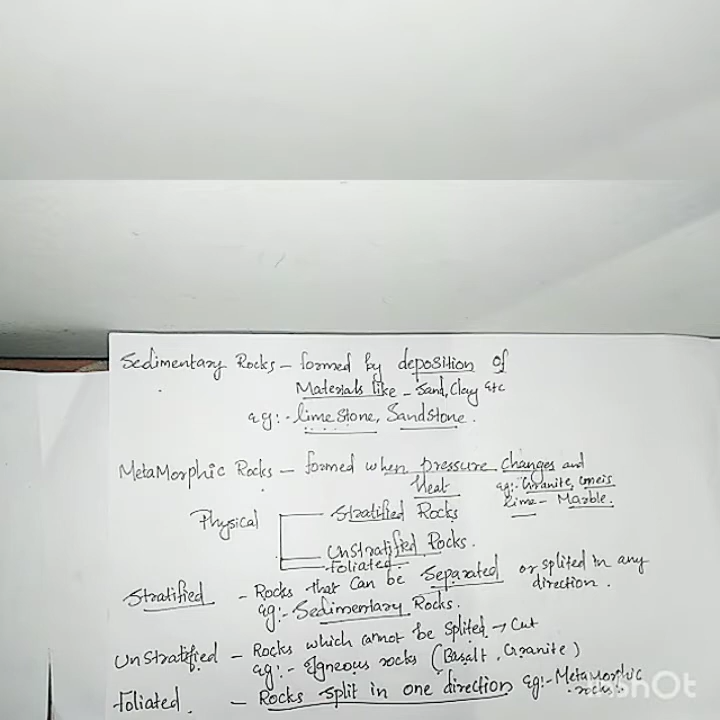 Sedimentary Rocks – formed by deposition of
Materials like – Sand, Clay etc
eg:- lime stone, Sandstone.
MetaMorphic Rocks – formed when pressure changes and
Heat
eg:- Granite, Gneis
Lime – Marble.
Physical
Stratified Rocks
Unstratified Rocks.
foliated.
Stratified – Rocks that Can be Separated or splited in any
direction.
eg:- Sedimentary Rocks.
UnStratified – Rocks which cannot be Splited → Cut
eg:- Igneous rocks (Basalt, Granite)
foliated. – Rocks Split in one direction eg:- MetaMorphic
rocks